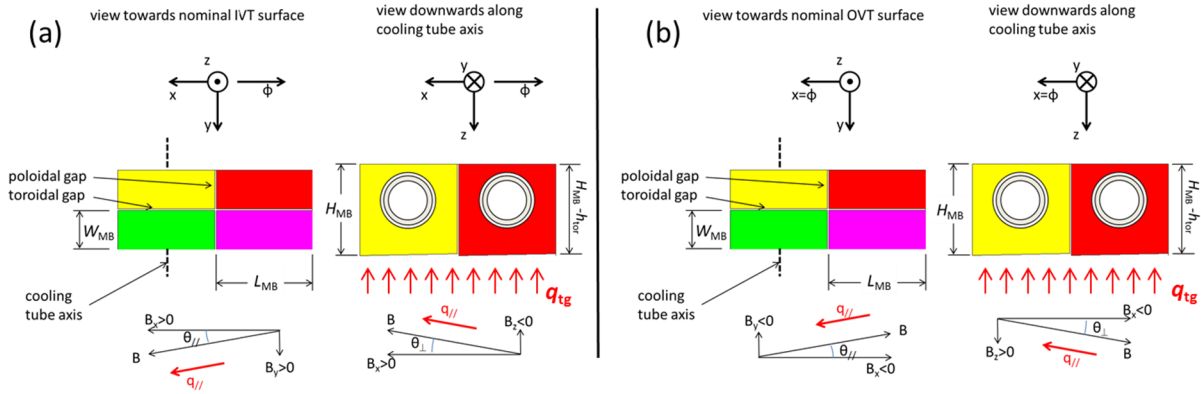 (a)
view towards nominal IVT surface
view downwards along
cooling tube axis
z
x
ϕ
y
y
x
ϕ
z
poloidal gap
toroidal gap
W_MB
cooling
tube axis
L_MB
H_MB
H_MB -h_tor
q_tg
B_x>0
θ_//
B
q_//
B_y>0
q_//
B
B_z<0
θ_⊥
B_x>0
(b)
view towards nominal OVT surface
view downwards along
cooling tube axis
z
x=ϕ
y
y
x=ϕ
z
poloidal gap
toroidal gap
W_MB
cooling
tube axis
L_MB
H_MB
H_MB -h_tor
q_tg
B_y<0
q_//
B
θ_//
B_x<0
B_x<0
θ_⊥
B_z>0
B
q_//